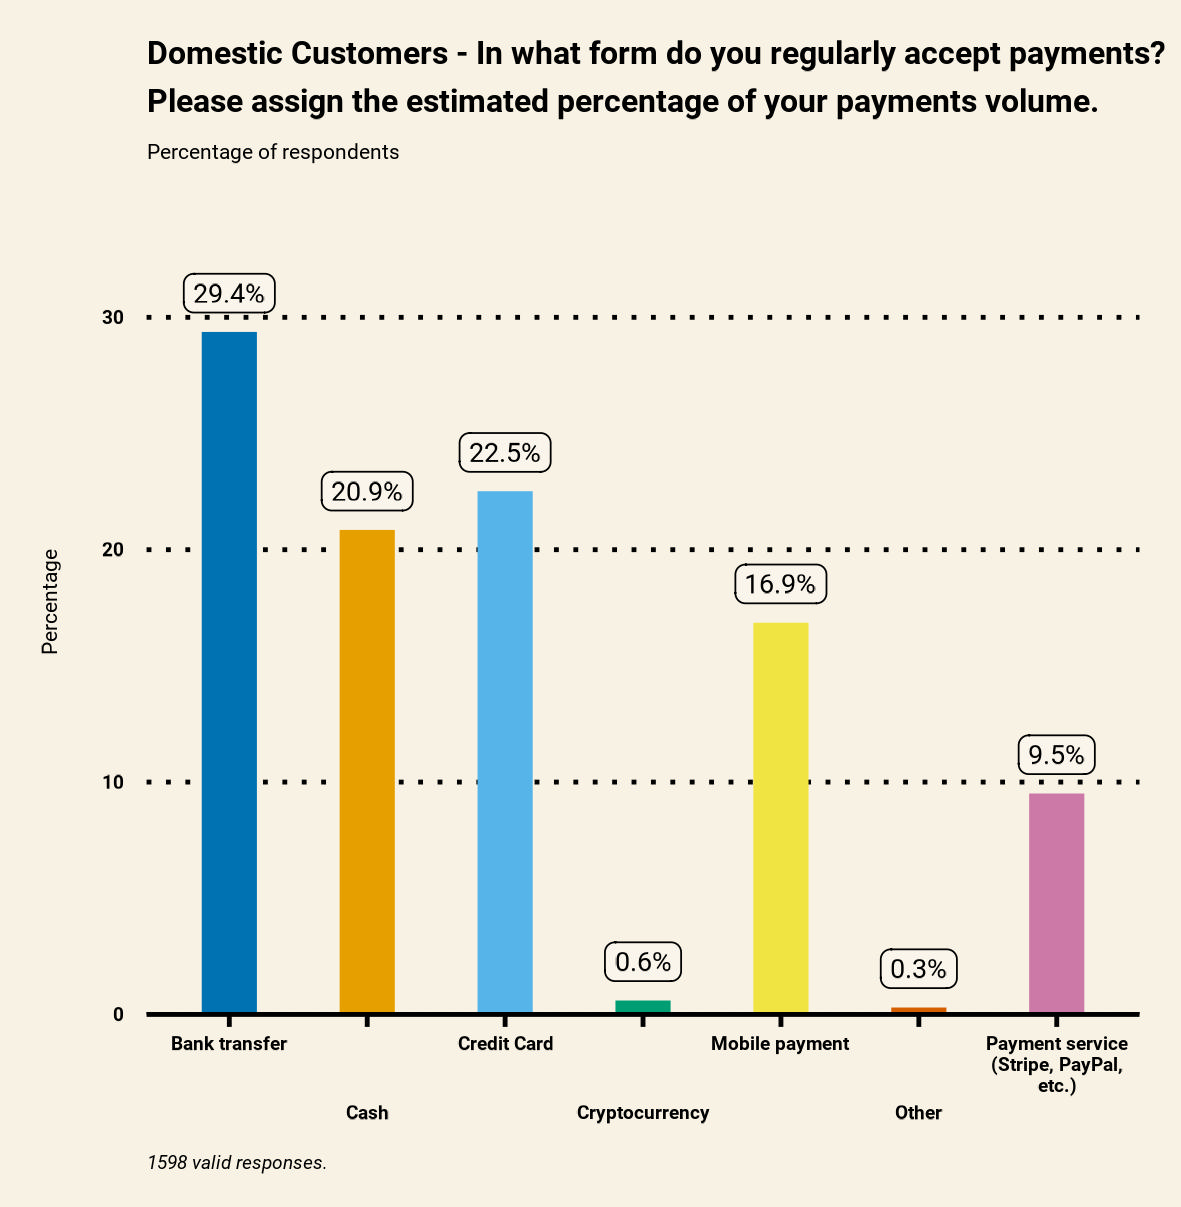 Domestic Customers - In what form do you regularly accept payments?
Please assign the estimated percentage of your payments volume.
Percentage of respondents
29.4%
30
22.5%
20.9%
20
16.9%
Percentage
9.5%
10
0.6%
0.3%
0
Bank transfer
Credit Card
Mobile payment
Payment service
(Stripe, PayPal,
etc.)
Cash
Cryptocurrency
Other
1598 valid responses.